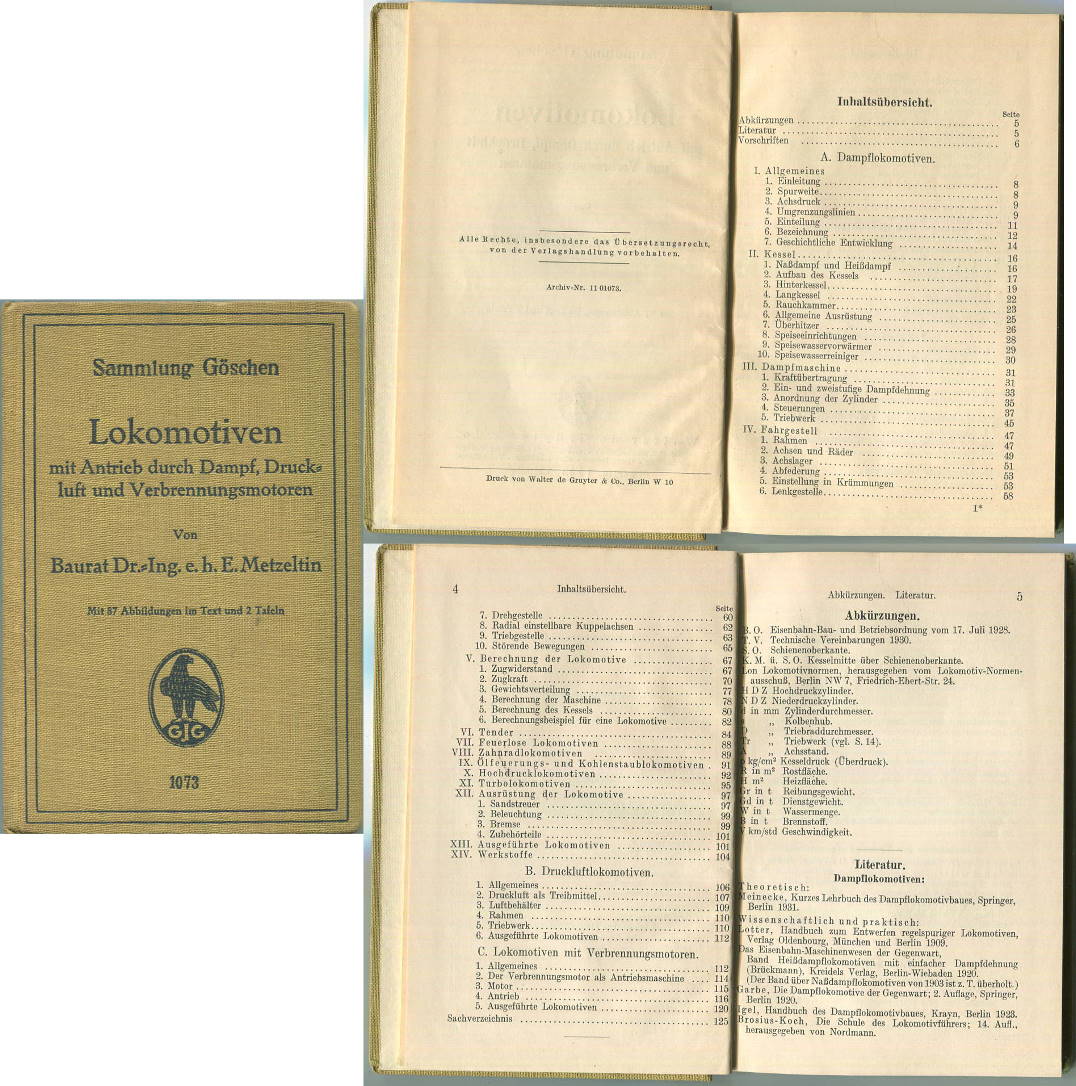 Sammlung Göschen
Lokomotiven
mit Antrieb durch Dampf, Druck-
luft und Verbrennungsmotoren
Von
Baurat Dr.-Ing. e. h. E. Metzeltin
Mit 87 Abbildungen im Text und 2 Tafeln
GJG
1073
Alle Rechte, insbesondere das Übersetzungsrecht,
von der Verlagshandlung vorbehalten.
Archiv-Nr. 11 01073.
Druck von Walter de Gruyter & Co., Berlin W 10
Inhaltsübersicht.
Seite
Abkürzungen 5
Literatur 5
Vorschriften 6
A. Dampflokomotiven.
I. Allgemeines
1. Einleitung 8
2. Spurweite 8
3. Achsdruck 9
4. Umgrenzungslinien 9
5. Einteilung 11
6. Bezeichnung 12
7. Geschichtliche Entwicklung 14
II. Kessel 16
1. Naßdampf und Heißdampf 16
2. Aufbau des Kessels 17
3. Hinterkessel 19
4. Langkessel 22
5. Rauchkammer 23
6. Allgemeine Ausrüstung 25
7. Überhitzer 26
8. Speiseeinrichtungen 28
9. Speisewasservorwärmer 29
10. Speisewasserreiniger 30
III. Dampfmaschine 31
1. Kraftübertragung 31
2. Ein- und zweistufige Dampfdehnung 33
3. Anordnung der Zylinder 35
4. Steuerungen 37
5. Triebwerk 45
IV. Fahrgestell 47
1. Rahmen 47
2. Achsen und Räder 49
3. Achslager 51
4. Abfederung 53
5. Einstellung in Krümmungen 53
6. Lenkgestelle 58
1*
4 Inhaltsübersicht.
Seite
7. Drehgestelle 60
8. Radial einstellbare Kuppelachsen 62
9. Triebgestelle 63
10. Störende Bewegungen 65
V. Berechnung der Lokomotive 67
1. Zugwiderstand 67
2. Zugkraft 70
3. Gewichtsverteilung 77
4. Berechnung der Maschine 78
5. Berechnung des Kessels 80
6. Berechnungsbeispiel für eine Lokomotive 82
VI. Tender 84
VII. Feuerlose Lokomotiven 88
VIII. Zahnradlokomotiven 89
IX. Ölfeuerungs- und Kohlenstaublokomotiven 91
X. Hochdrucklokomotiven 92
XI. Turbolokomotiven 95
XII. Ausrüstung der Lokomotive 97
1. Sandstreuer 97
2. Beleuchtung 99
3. Bremse 99
4. Zubehörteile 101
XIII. Ausgeführte Lokomotiven 101
XIV. Werkstoffe 104
B. Druckluftlokomotiven.
1. Allgemeines 106
2. Druckluft als Treibmittel 107
3. Luftbehälter 109
4. Rahmen 110
5. Triebwerk 110
6. Ausgeführte Lokomotiven 112
C. Lokomotiven mit Verbrennungsmotoren.
1. Allgemeines 112
2. Der Verbrennungsmotor als Antriebsmaschine 114
3. Motor 115
4. Antrieb 116
5. Ausgeführte Lokomotiven 120
Sachverzeichnis 125
Abkürzungen. Literatur. 5
Abkürzungen.
B. O. Eisenbahn-Bau- und Betriebsordnung vom 17. Juli 1928.
T. V. Technische Vereinbarungen 1930.
S. O. Schienenoberkante.
K. M. ü. S. O. Kesselmitte über Schienenoberkante.
Lon Lokomotivnormen, herausgegeben vom Lokomotiv-Normen-
ausschuß, Berlin NW 7, Friedrich-Ebert-Str. 24.
H D Z Hochdruckzylinder.
N D Z Niederdruckzylinder.
d in mm Zylinderdurchmesser.
„ Kolbenhub.
D „ Triebraddurchmesser.
Tr „ Triebwerk (vgl. S. 14).
A „ Achsstand.
p kg/cm² Kesseldruck (Überdruck).
R in m² Rostfläche.
H m² Heizfläche.
Gr in t Reibungsgewicht.
Gd in t Dienstgewicht.
W in t Wassermenge.
B in t Brennstoff.
V km/std Geschwindigkeit.
Literatur.
Dampflokomotiven:
Theoretisch:
Meinecke, Kurzes Lehrbuch des Dampflokomotivbaues, Springer,
Berlin 1931.
Wissenschaftlich und praktisch:
Lotter, Handbuch zum Entwerfen regelspuriger Lokomotiven,
Verlag Oldenbourg, München und Berlin 1909.
Das Eisenbahn-Maschinenwesen der Gegenwart,
Band Heißdampflokomotiven mit einfacher Dampfdehnung
(Brückmann), Kreidels Verlag, Berlin-Wiebaden 1920.
(Der Band über Naßdampflokomotiven von 1903 ist z. T. überholt.)
Garbe, Die Dampflokomotive der Gegenwart; 2. Auflage, Springer,
Berlin 1920.
Igel, Handbuch des Dampflokomotivbaues, Krayn, Berlin 1923.
Brosius-Koch, Die Schule des Lokomotivführers; 14. Aufl.,
herausgegeben von Nordmann.